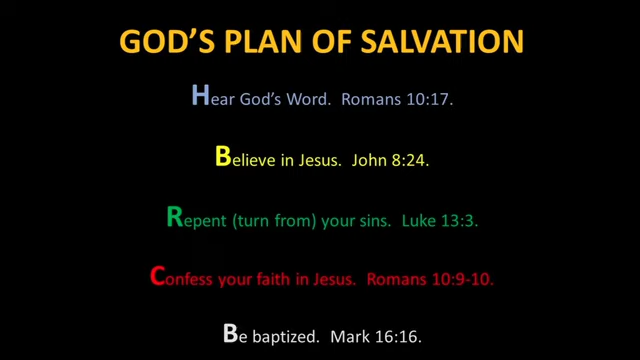 GOD'S PLAN OF SALVATION
Hear God's Word. Romans 10:17.
Believe in Jesus. John 8:24.
Repent (turn from) your sins. Luke 13:3.
Confess your faith in Jesus. Romans 10:9-10.
Be baptized. Mark 16:16.